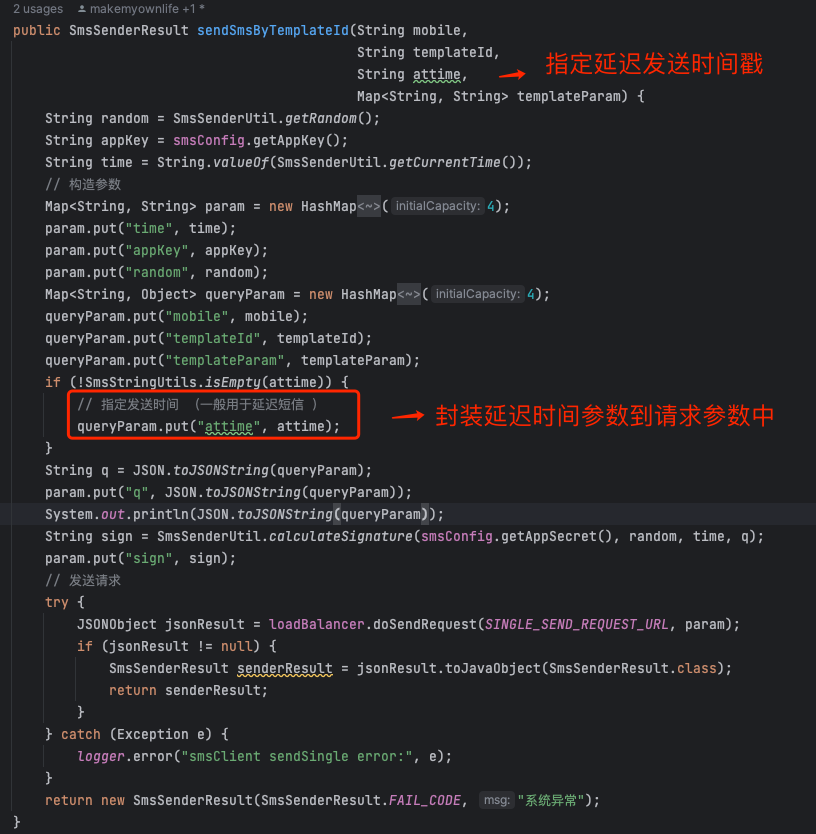 2 usages makemyownlife +1 *
public SmsSenderResult sendSmsByTemplateId(String mobile,
String templateId,
String attime,
指定延迟发送时间戳
Map<String, String> templateParam) {
String random = SmsSenderUtil.getRandom();
String appKey = smsConfig.getAppKey();
String time = String.valueOf(SmsSenderUtil.getCurrentTime());
// 构造参数
Map<String, String> param = new HashMap<~>( initialCapacity: 4);
param.put("time", time);
param.put("appKey", appKey);
param.put("random", random);
Map<String, Object> queryParam = new HashMap<~>( initialCapacity: 4);
queryParam.put("mobile", mobile);
queryParam.put("templateId", templateId);
queryParam.put("templateParam", templateParam);
if (!SmsStringUtils.isEmpty(attime)) {
// 指定发送时间 （一般用于延迟短信 ）
queryParam.put("attime", attime);
封装延迟时间参数到请求参数中
}
String q = JSON.toJSONString(queryParam);
param.put("q", JSON.toJSONString(queryParam));
System.out.println(JSON.toJSONString(queryParam));
String sign = SmsSenderUtil.calculateSignature(smsConfig.getAppSecret(), random, time, q);
param.put("sign", sign);
// 发送请求
try {
JSONObject jsonResult = loadBalancer.doSendRequest(SINGLE_SEND_REQUEST_URL, param);
if (jsonResult != null) {
SmsSenderResult senderResult = jsonResult.toJavaObject(SmsSenderResult.class);
return senderResult;
}
} catch (Exception e) {
logger.error("smsClient sendSingle error:", e);
}
return new SmsSenderResult(SmsSenderResult.FAIL_CODE, msg: "系统异常");
}